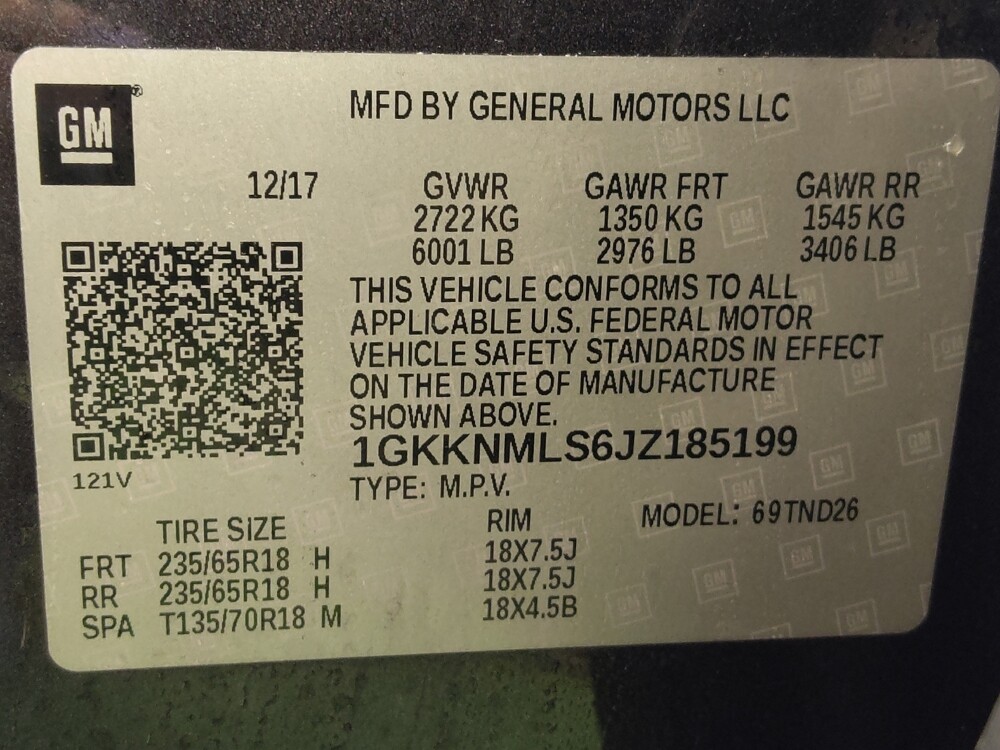 GM
MFD BY GENERAL MOTORS LLC
12/17 GVWR GAWR FRT GAWR RR
2722 KG 1350 KG 1545 KG
6001 LB 2976 LB 3406 LB
THIS VEHICLE CONFORMS TO ALL
APPLICABLE U.S. FEDERAL MOTOR
VEHICLE SAFETY STANDARDS IN EFFECT
ON THE DATE OF MANUFACTURE
SHOWN ABOVE.
1GKKNMLS6JZ185199
121V
TYPE: M.P.V.
TIRE SIZE RIM MODEL: 69TND26
FRT 235/65R18 H 18X7.5J
RR 235/65R18 H 18X7.5J
SPA T135/70R18 M 18X4.5B